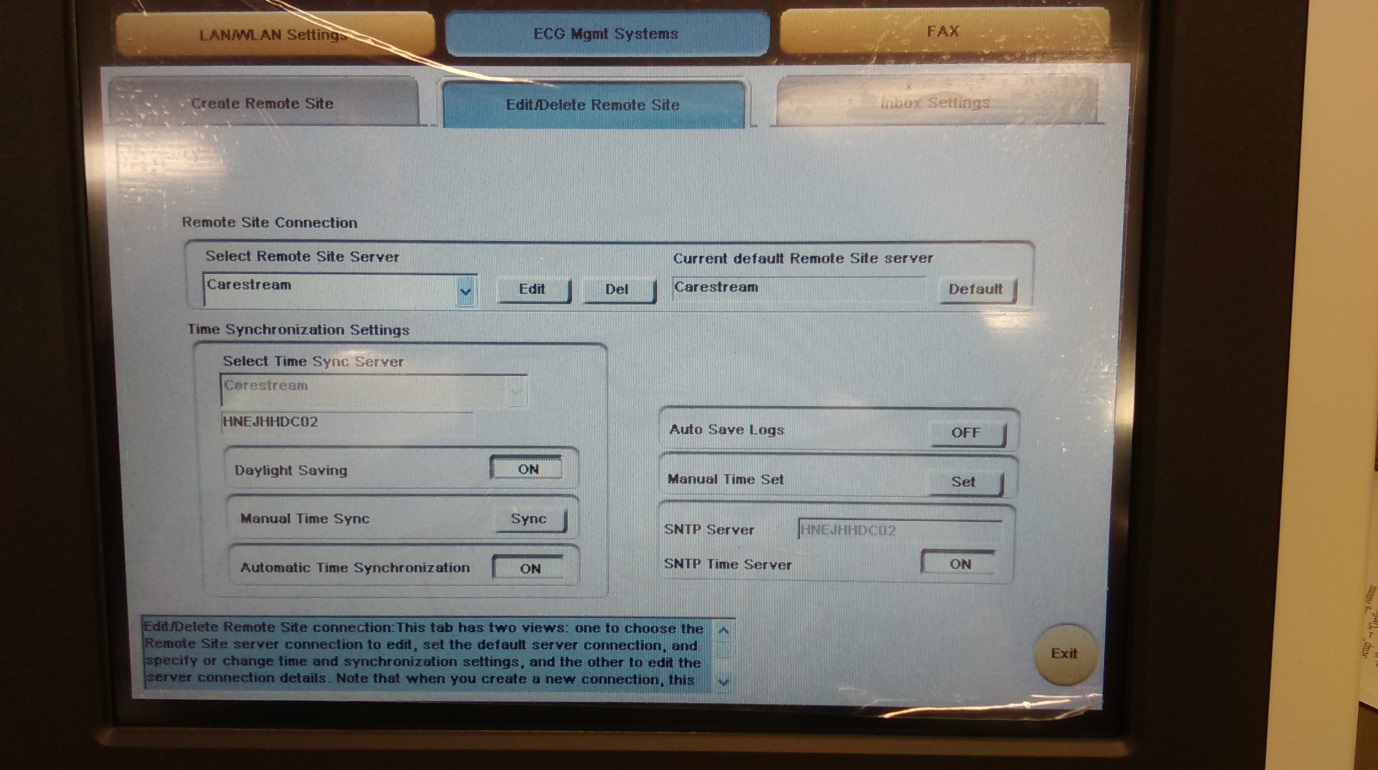 LAN/WLAN Settings
ECG Mgmt Systems
FAX
Create Remote Site
Edit/Delete Remote Site
Inbox Settings
Remote Site Connection
Select Remote Site Server
Current default Remote Site server
Carestream
Edit
Del
Carestream
Default
Time Synchronization Settings
Select Time Sync Server
Carestream
HNEJHHDC02
Daylight Saving
ON
Manual Time Sync
Sync
Automatic Time Synchronization
ON
Auto Save Logs
OFF
Manual Time Set
Set
SNTP Server
HNEJHHDC02
SNTP Time Server
ON
Edit/Delete Remote Site connection:This tab has two views: one to choose the
Remote Site server connection to edit, set the default server connection, and
specify or change time and synchronization settings, and the other to edit the
server connection details. Note that when you create a new connection, this
Exit